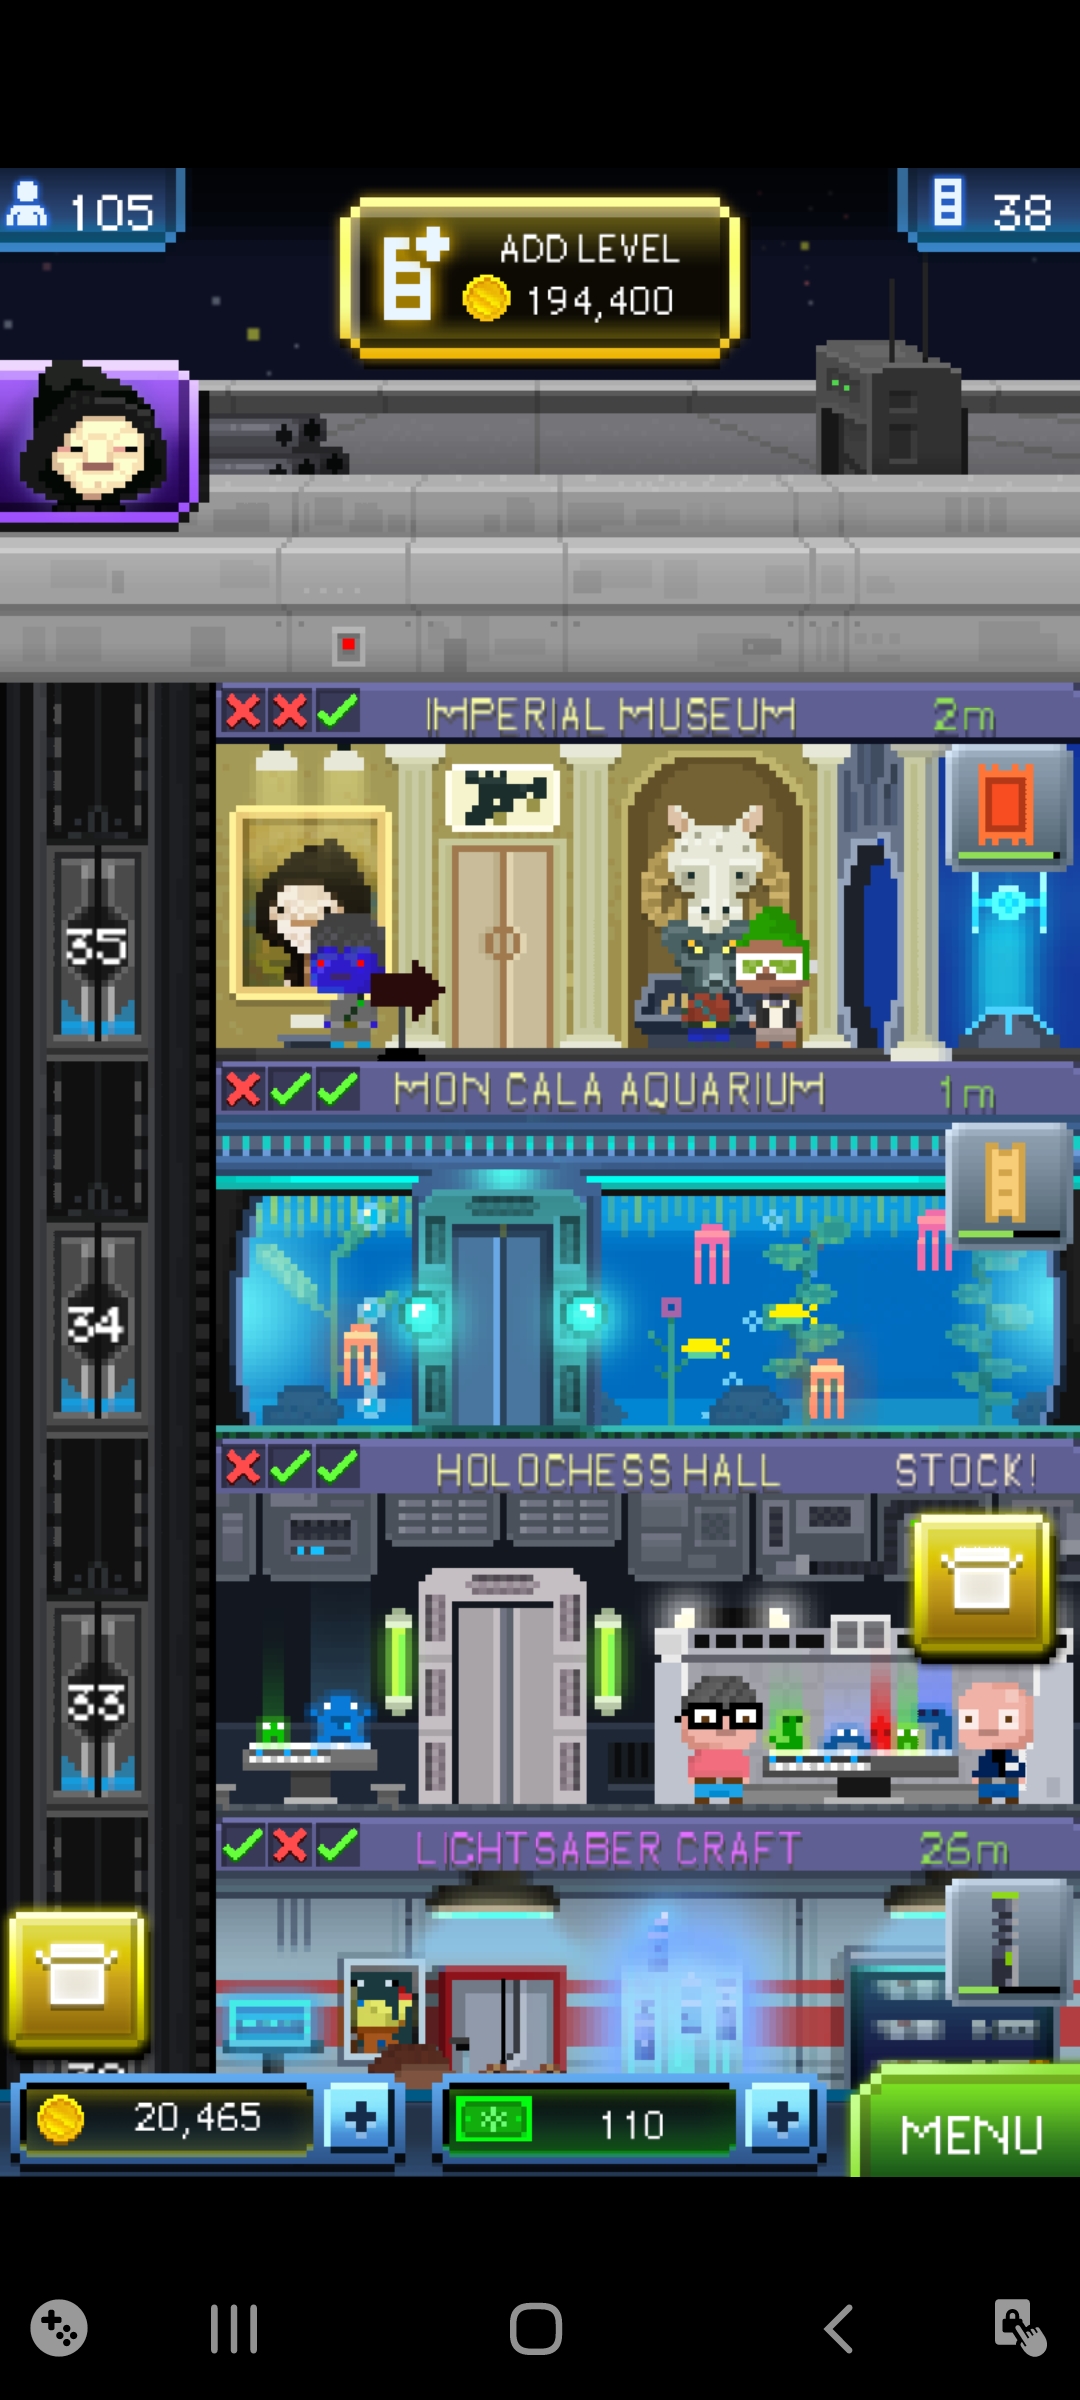 105
ADD LEVEL
194,400
38
IMPERIAL MUSEUM 2m
35
MON CALA AQUARIUM 1m
34
HOLOCHESS HALL STOCK!
33
LIGHTSABER CRAFT 26m
20,465
110
MENU